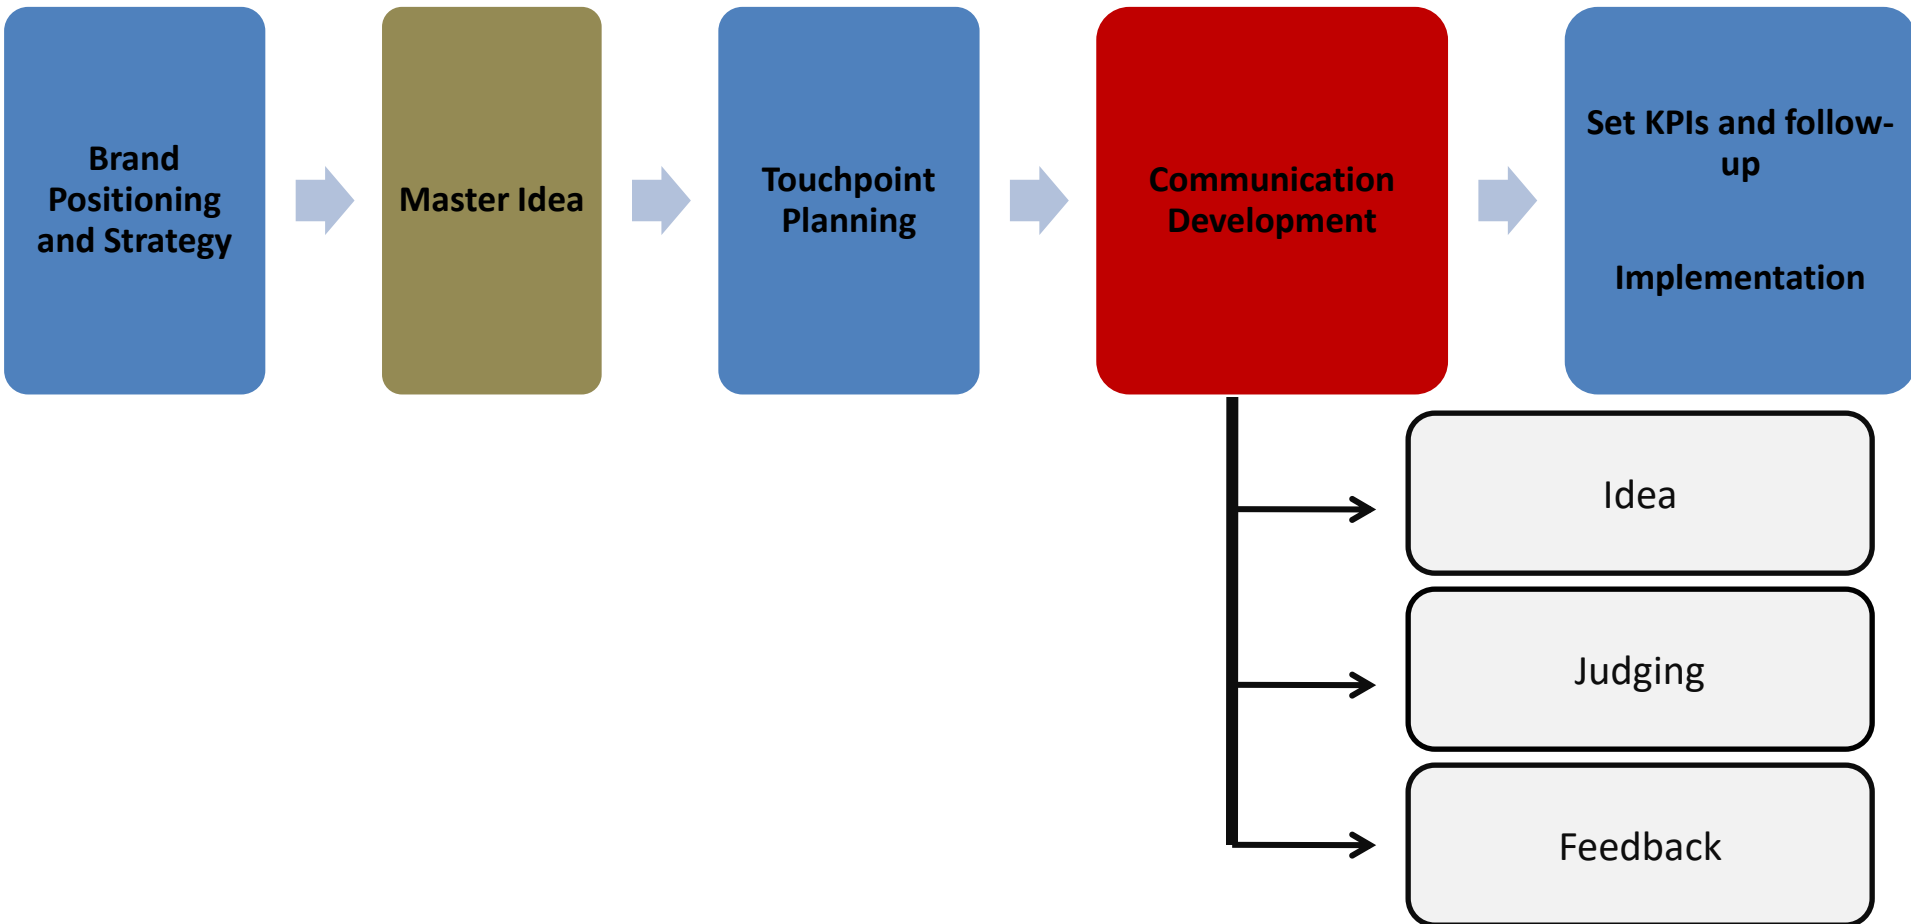 Brand
Positioning
and Strategy
Master Idea
Touchpoint
Planning
Communication
Development
Set KPIs and follow-
up
Implementation
Idea
Judging
Feedback